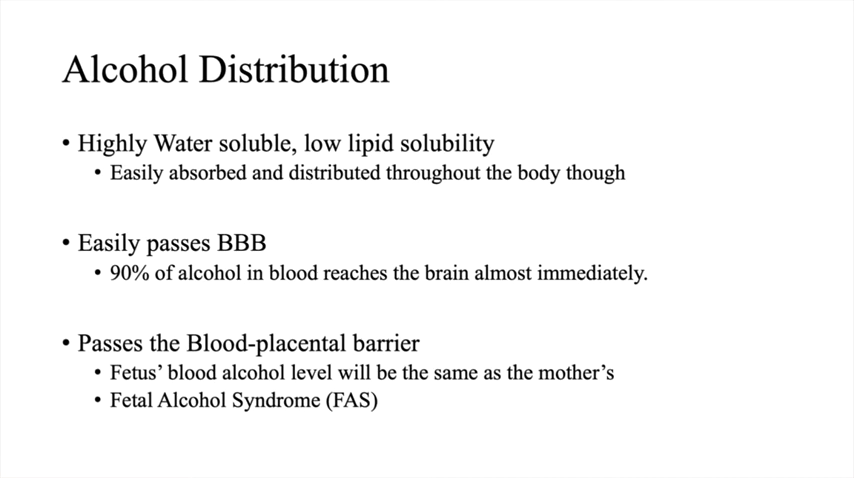 Alcohol Distribution
• Highly Water soluble, low lipid solubility
• Easily absorbed and distributed throughout the body though
• Easily passes BBB
• 90% of alcohol in blood reaches the brain almost immediately.
• Passes the Blood-placental barrier
• Fetus’ blood alcohol level will be the same as the mother’s
• Fetal Alcohol Syndrome (FAS)